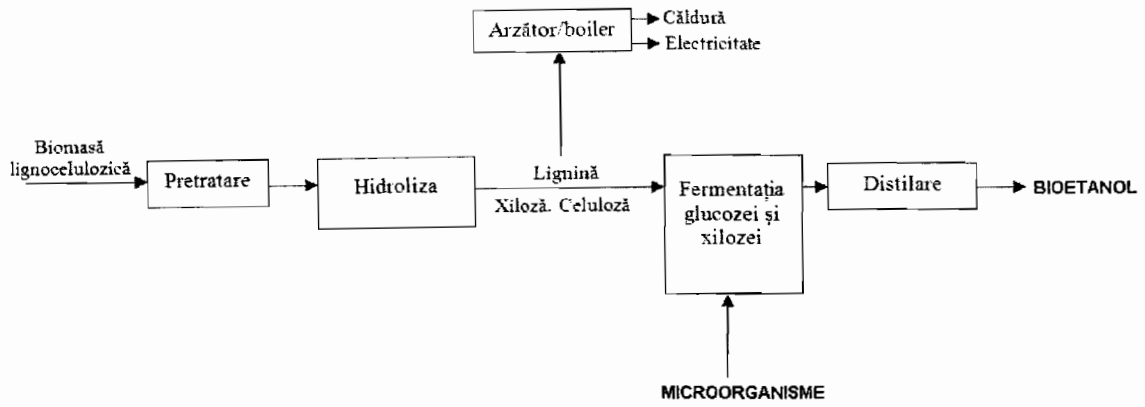 Arzător/boiler
Căldură
Electricitate
Biomasă
lignocelulozică
Pretratare
Hidroliza
Lignină
Xiloză. Celuloză
Fermentația
glucozei și
xilozei
Distilare
BIOETANOL
MICROORGANISME